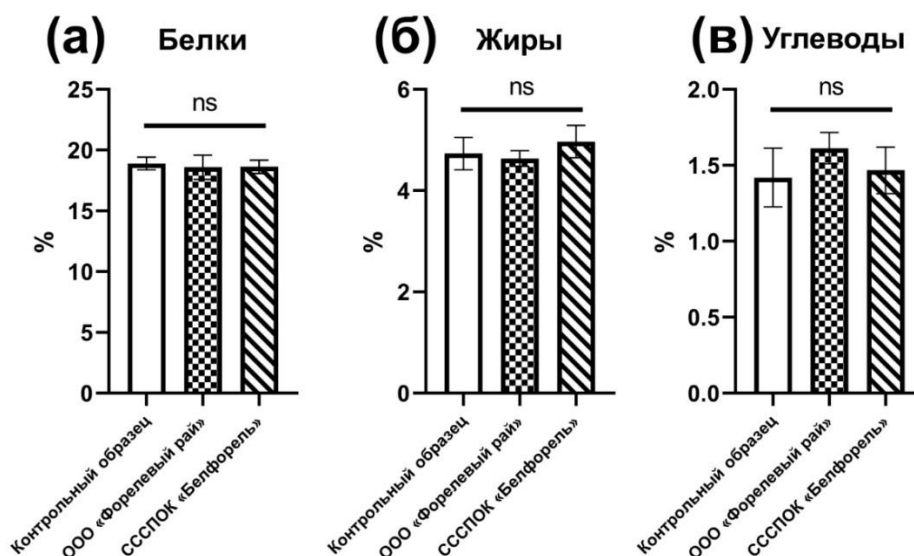 (а) Белки
ns
25
20
15
10
5
0
%
Контрольный образец
ООО «Форелевый рай»
СССПОК «Белфорель»
(б) Жиры
ns
6
4
2
0
%
Контрольный образец
ООО «Форелевый рай»
СССПОК «Белфорель»
(в) Углеводы
ns
2.0
1.5
1.0
0.5
0.0
%
Контрольный образец
ООО «Форелевый рай»
СССПОК «Белфорель»